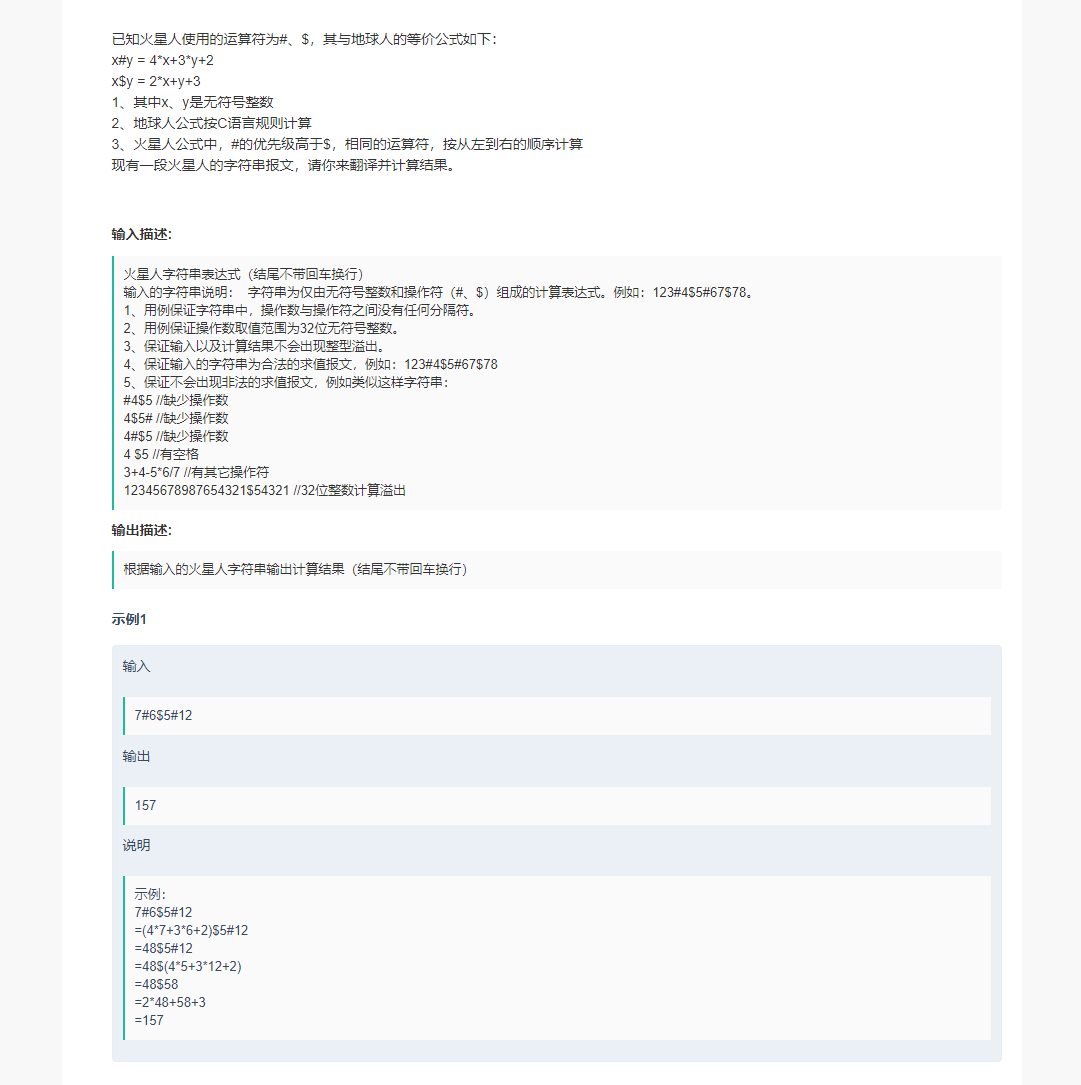 已知火星人使用的运算符为#、$，其与地球人的等价公式如下：
x#y = 4*x+3*y+2
x$y = 2*x+y+3
1、其中x、y是无符号整数
2、地球人公式按C语言规则计算
3、火星人公式中，#的优先级高于$，相同的运算符，按从左到右的顺序计算
现有一段火星人的字符串报文，请你来翻译并计算结果。
输入描述:
火星人字符串表达式（结尾不带回车换行）
输入的字符串说明： 字符串为仅由无符号整数和操作符（#、$）组成的计算表达式。例如：123#4$5#67$78。
1、用例保证字符串中，操作数与操作符之间没有任何分隔符。
2、用例保证操作数取值范围为32位无符号整数。
3、保证输入以及计算结果不会出现整型溢出。
4、保证输入的字符串为合法的求值报文，例如：123#4$5#67$78
5、保证不会出现非法的求值报文，例如类似这样字符串：
#4$5 //缺少操作数
4$5# //缺少操作数
4#$5 //缺少操作数
4 $5 //有空格
3+4-5*6/7 //有其它操作符
12345678987654321$54321 //32位整数计算溢出
输出描述:
根据输入的火星人字符串输出计算结果（结尾不带回车换行）
示例1
输入
7#6$5#12
输出
157
说明
示例：
7#6$5#12
=(4*7+3*6+2)$5#12
=48$5#12
=48$(4*5+3*12+2)
=48$58
=2*48+58+3
=157